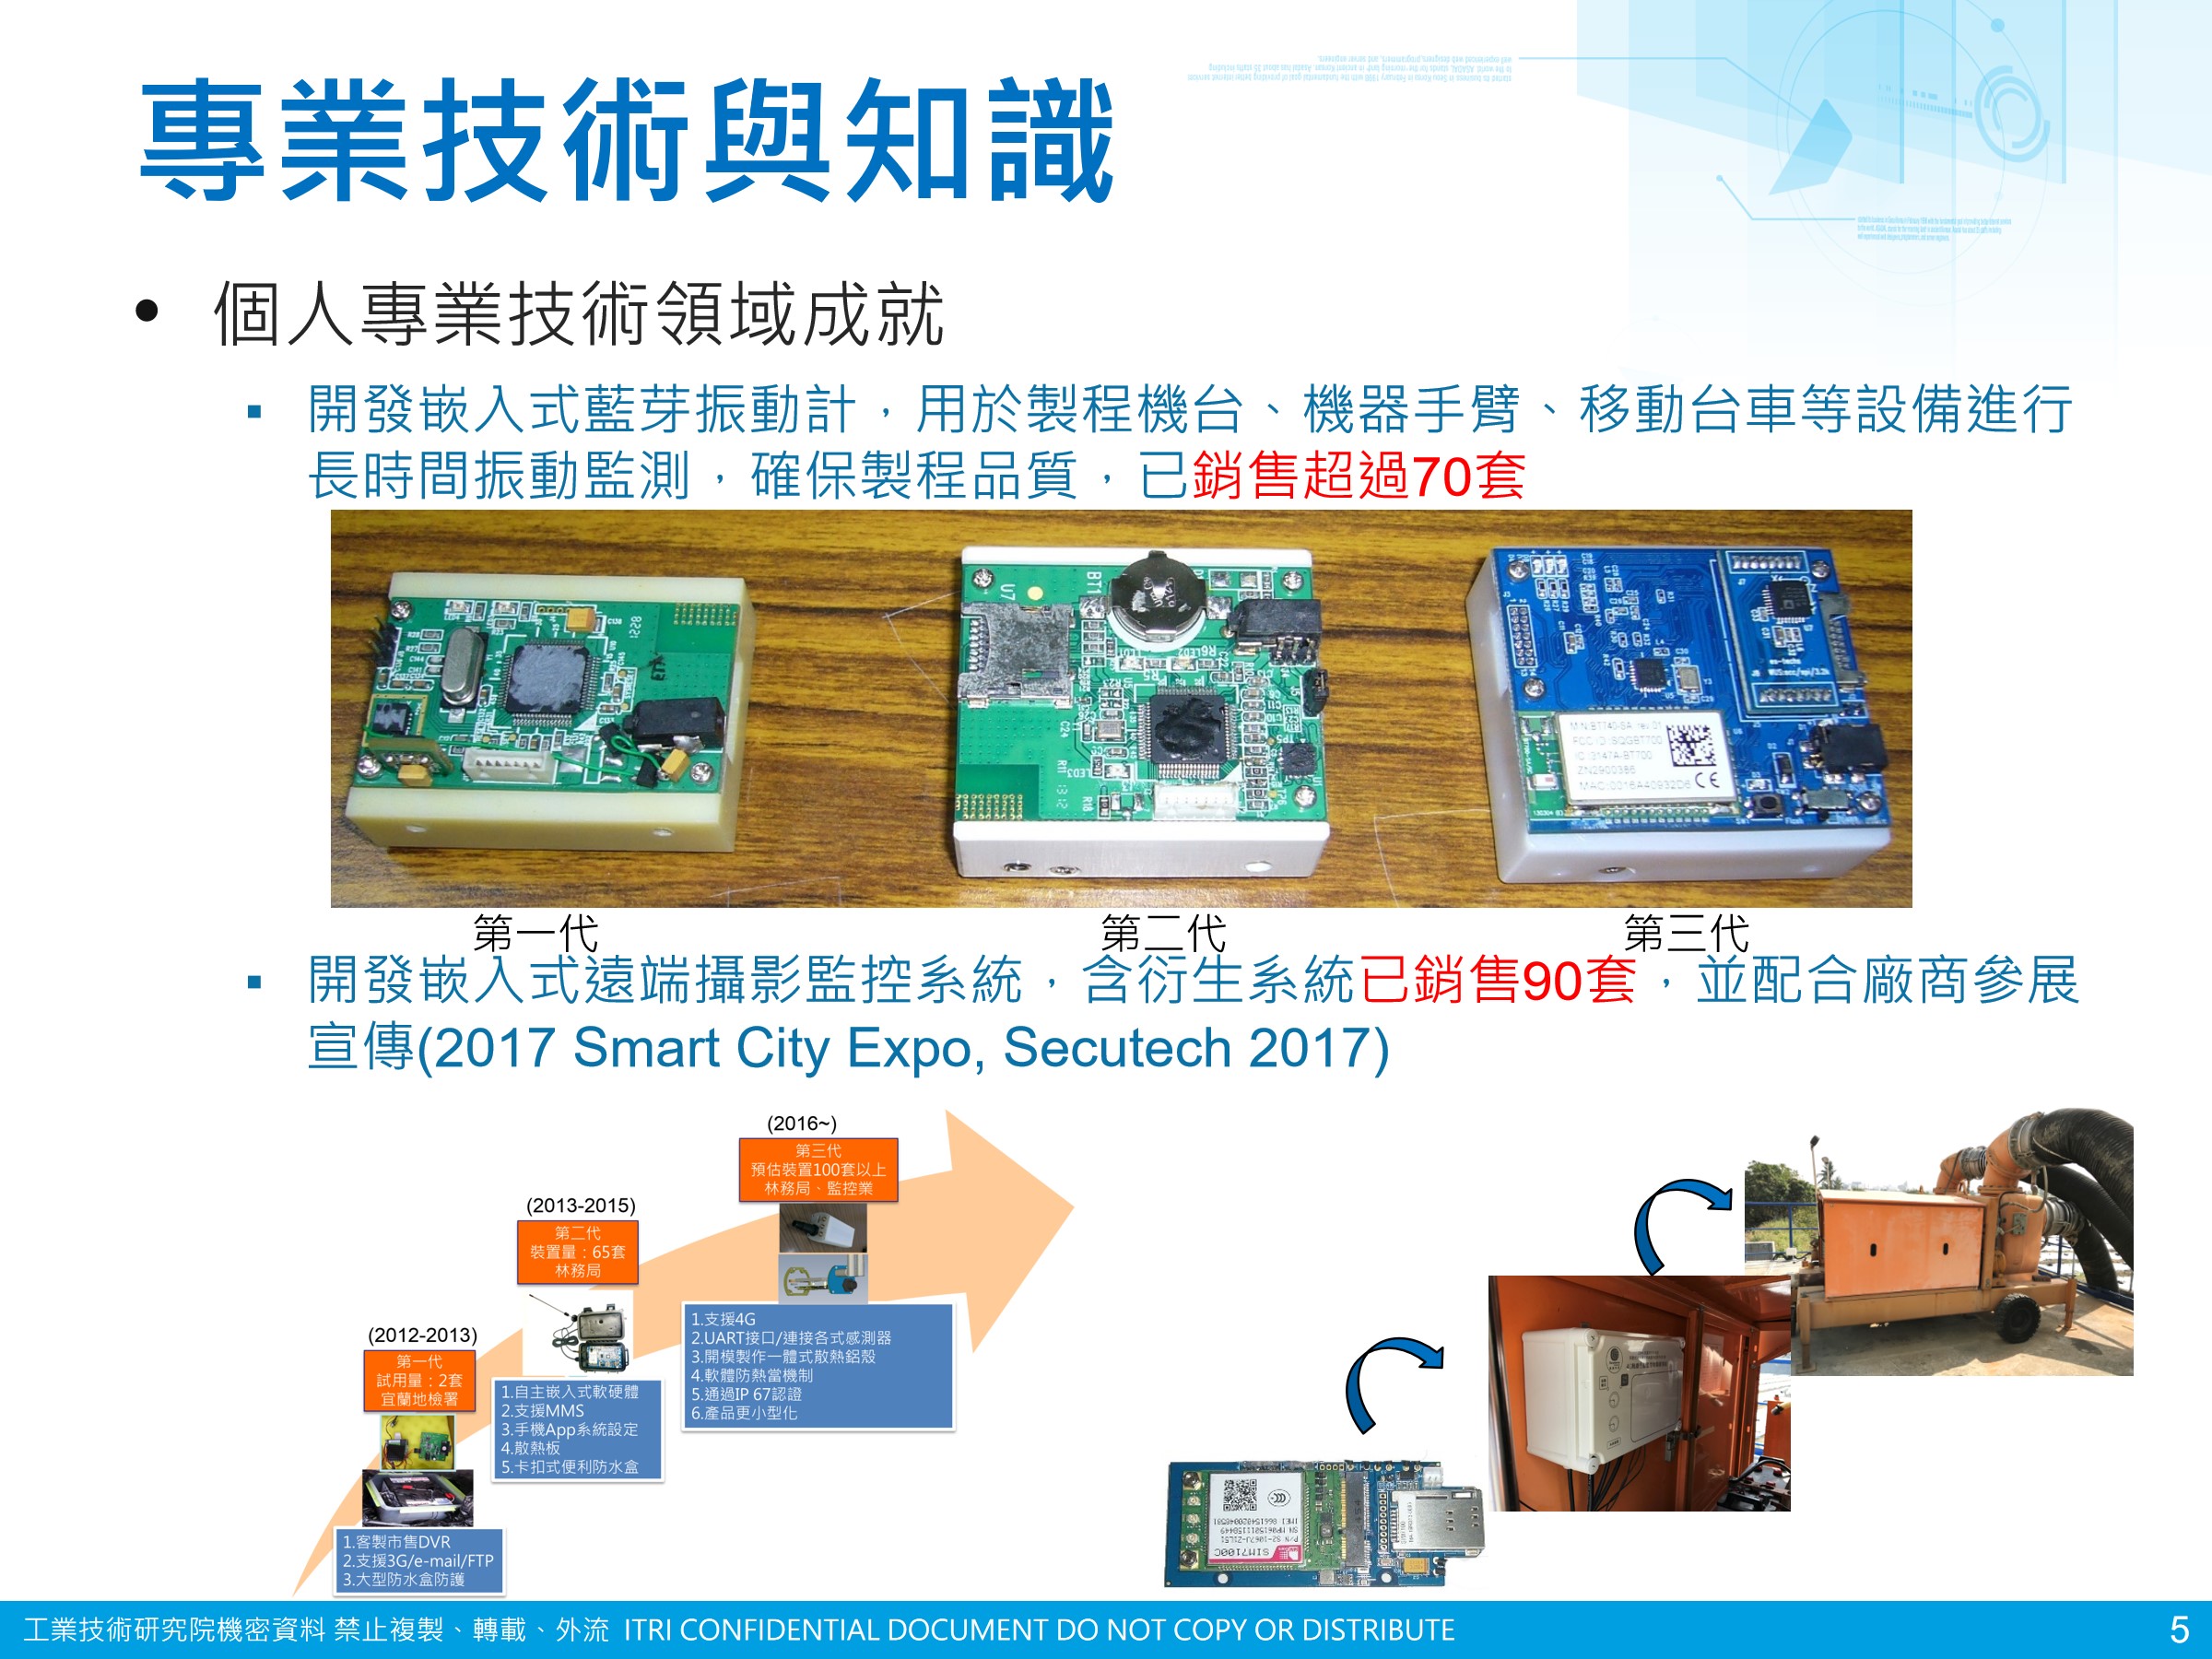 專業技術與知識
• 個人專業技術領域成就
▪ 開發嵌入式藍芽振動計，用於製程機台、機器手臂、移動台車等設備進行
長時間振動監測，確保製程品質，已銷售超過70套
第一代
第二代
第三代
▪ 開發嵌入式遠端攝影監控系統，含衍生系統已銷售90套，並配合廠商參展
宣傳(2017 Smart City Expo, Secutech 2017)
(2012-2013)
第一代
試用量：2套
宜蘭地檢署
1.客製市售DVR
2.支援3G/e-mail/FTP
3.大型防水盒防護
(2013-2015)
第二代
裝置量：65套
林務局
1.自主嵌入式軟硬體
2.支援MMS
3.手機App系統設定
4.散熱板
5.卡扣式便利防水盒
(2016~)
第三代
預估裝置100套以上
林務局、監控業
1.支援4G
2.UART接口/連接各式感測器
3.開模製作一體式散熱鋁殼
4.軟體防熱當機制
5.通過IP 67認證
6.產品更小型化
SIM7100C
工業技術研究院機密資料 禁止複製、轉載、外流 ITRI CONFIDENTIAL DOCUMENT DO NOT COPY OR DISTRIBUTE
5